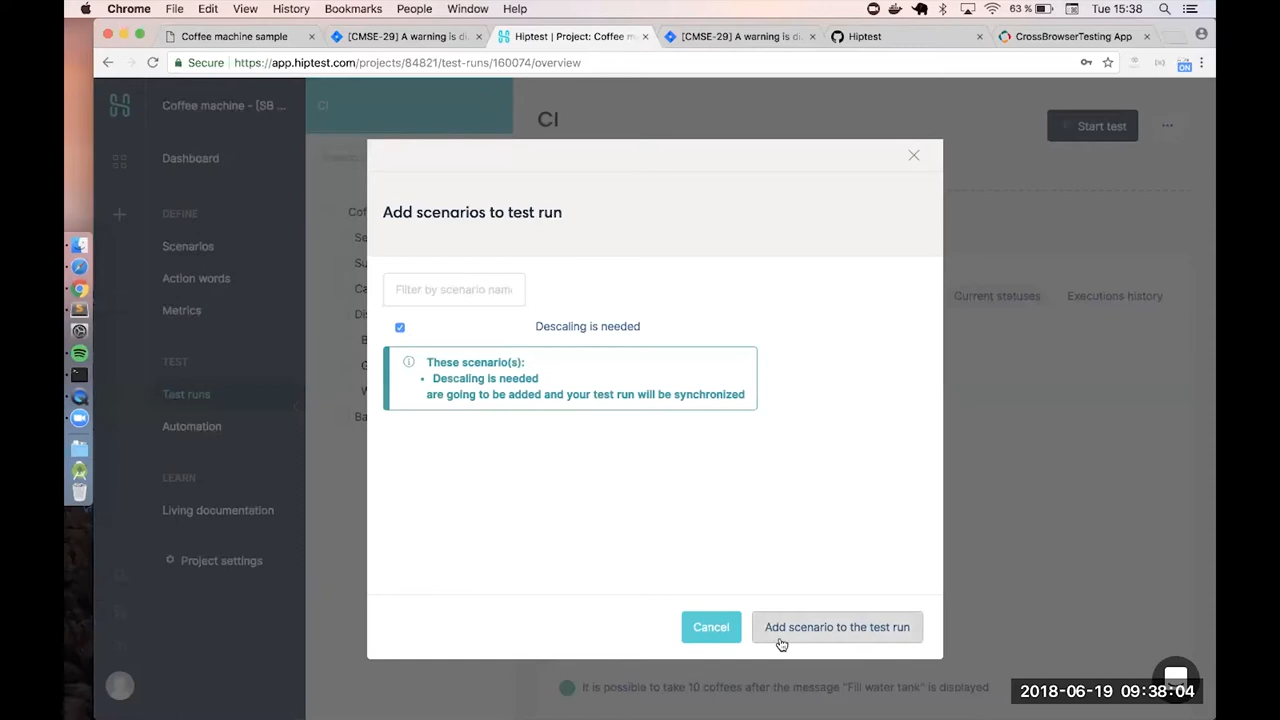 Chrome File Edit View History Bookmarks People Window Help 63 % Tue 15:38
Coffee machine sample [CMSE-29] A warning is di Hiptest | Project: Coffee m [CMSE-29] A warning is di Hiptest CrossBrowserTesting App
Secure https://app.hiptest.com/projects/84821/test-runs/160074/overview
ON
Coffee machine - [SB ...
Dashboard
DEFINE
Scenarios
Action words
Metrics
TEST
Test runs
Automation
LEARN
Living documentation
Project settings
CI
CI
Start test
Current statuses Executions history
Add scenarios to test run
Filter by scenario name
Descaling is needed
These scenario(s):
• Descaling is needed
are going to be added and your test run will be synchronized
Cancel
Add scenario to the test run
It is possible to take 10 coffees after the message "Fill water tank" is displayed
2018-06-19 09:38:04